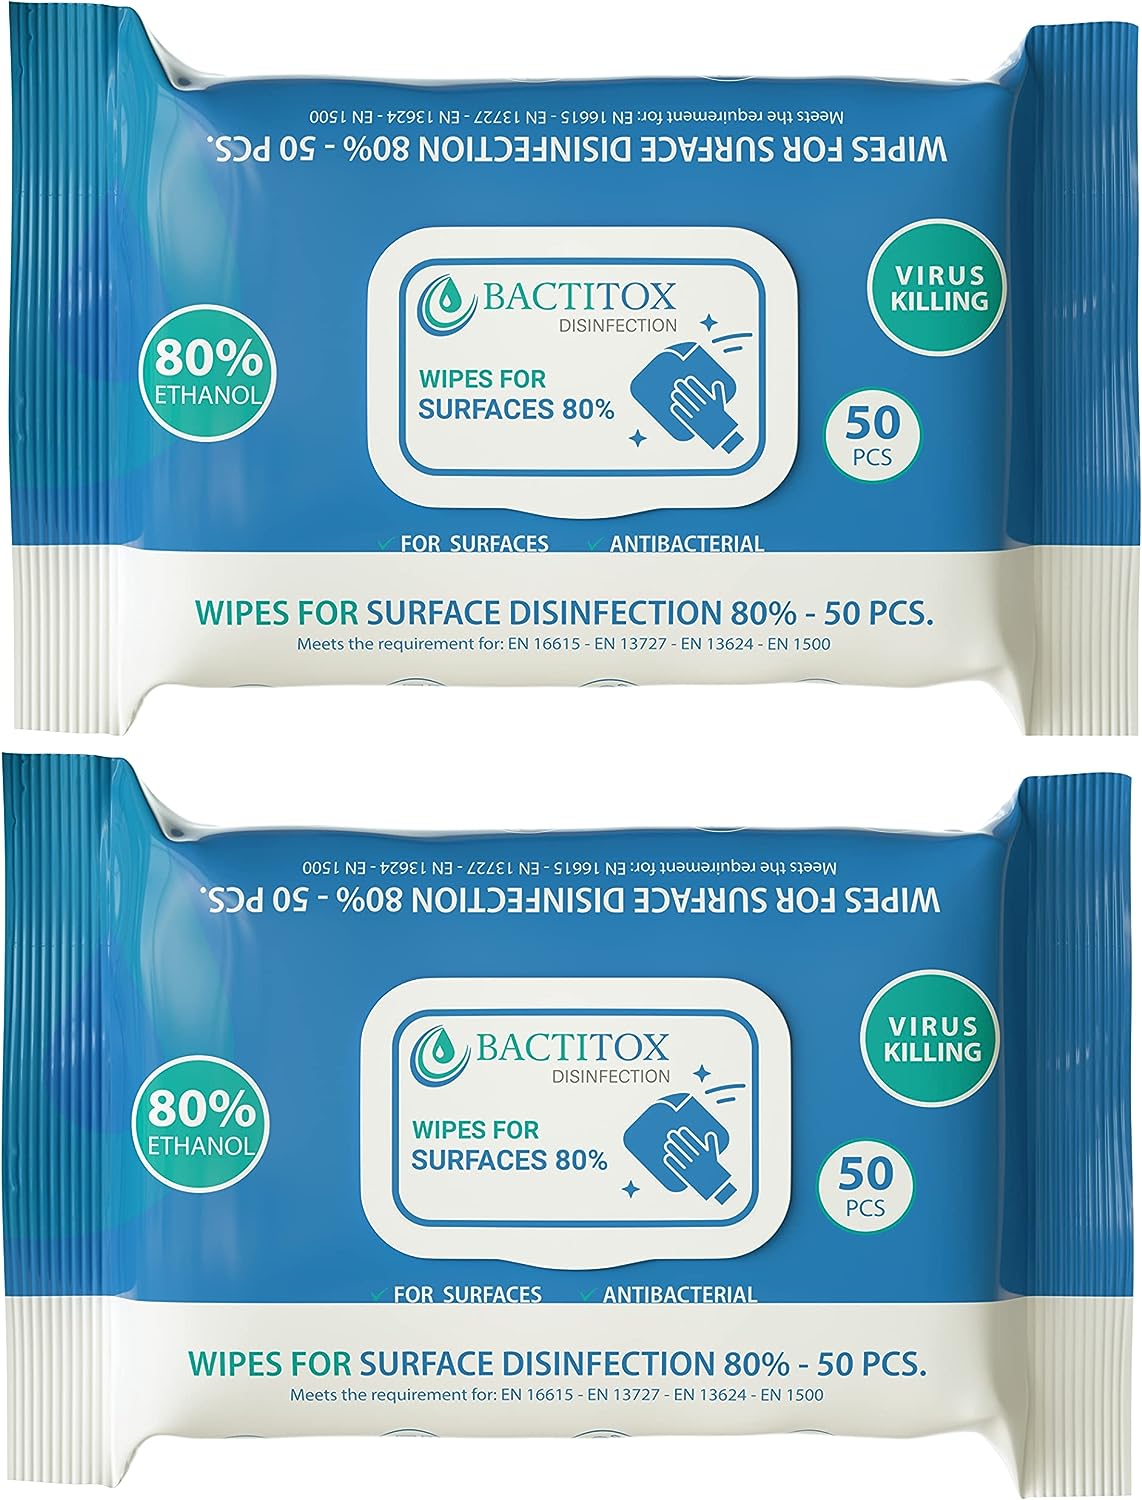 Meets the requirement for: EN 16615 - EN 13727 - EN 13624 - EN 1500
WIPES FOR SURFACE DISINFECTION 80% - 50 PCS.
VIRUS
KILLING
BACTITOX
DISINFECTION
80%
ETHANOL
WIPES FOR
SURFACES 80%
50
PCS
✓ FOR SURFACES ✓ ANTIBACTERIAL
WIPES FOR SURFACE DISINFECTION 80% - 50 PCS.
Meets the requirement for: EN 16615 - EN 13727 - EN 13624 - EN 1500
Meets the requirement for: EN 16615 - EN 13727 - EN 13624 - EN 1500
WIPES FOR SURFACE DISINFECTION 80% - 50 PCS.
VIRUS
KILLING
BACTITOX
DISINFECTION
80%
ETHANOL
WIPES FOR
SURFACES 80%
50
PCS
✓ FOR SURFACES ✓ ANTIBACTERIAL
WIPES FOR SURFACE DISINFECTION 80% - 50 PCS.
Meets the requirement for: EN 16615 - EN 13727 - EN 13624 - EN 1500